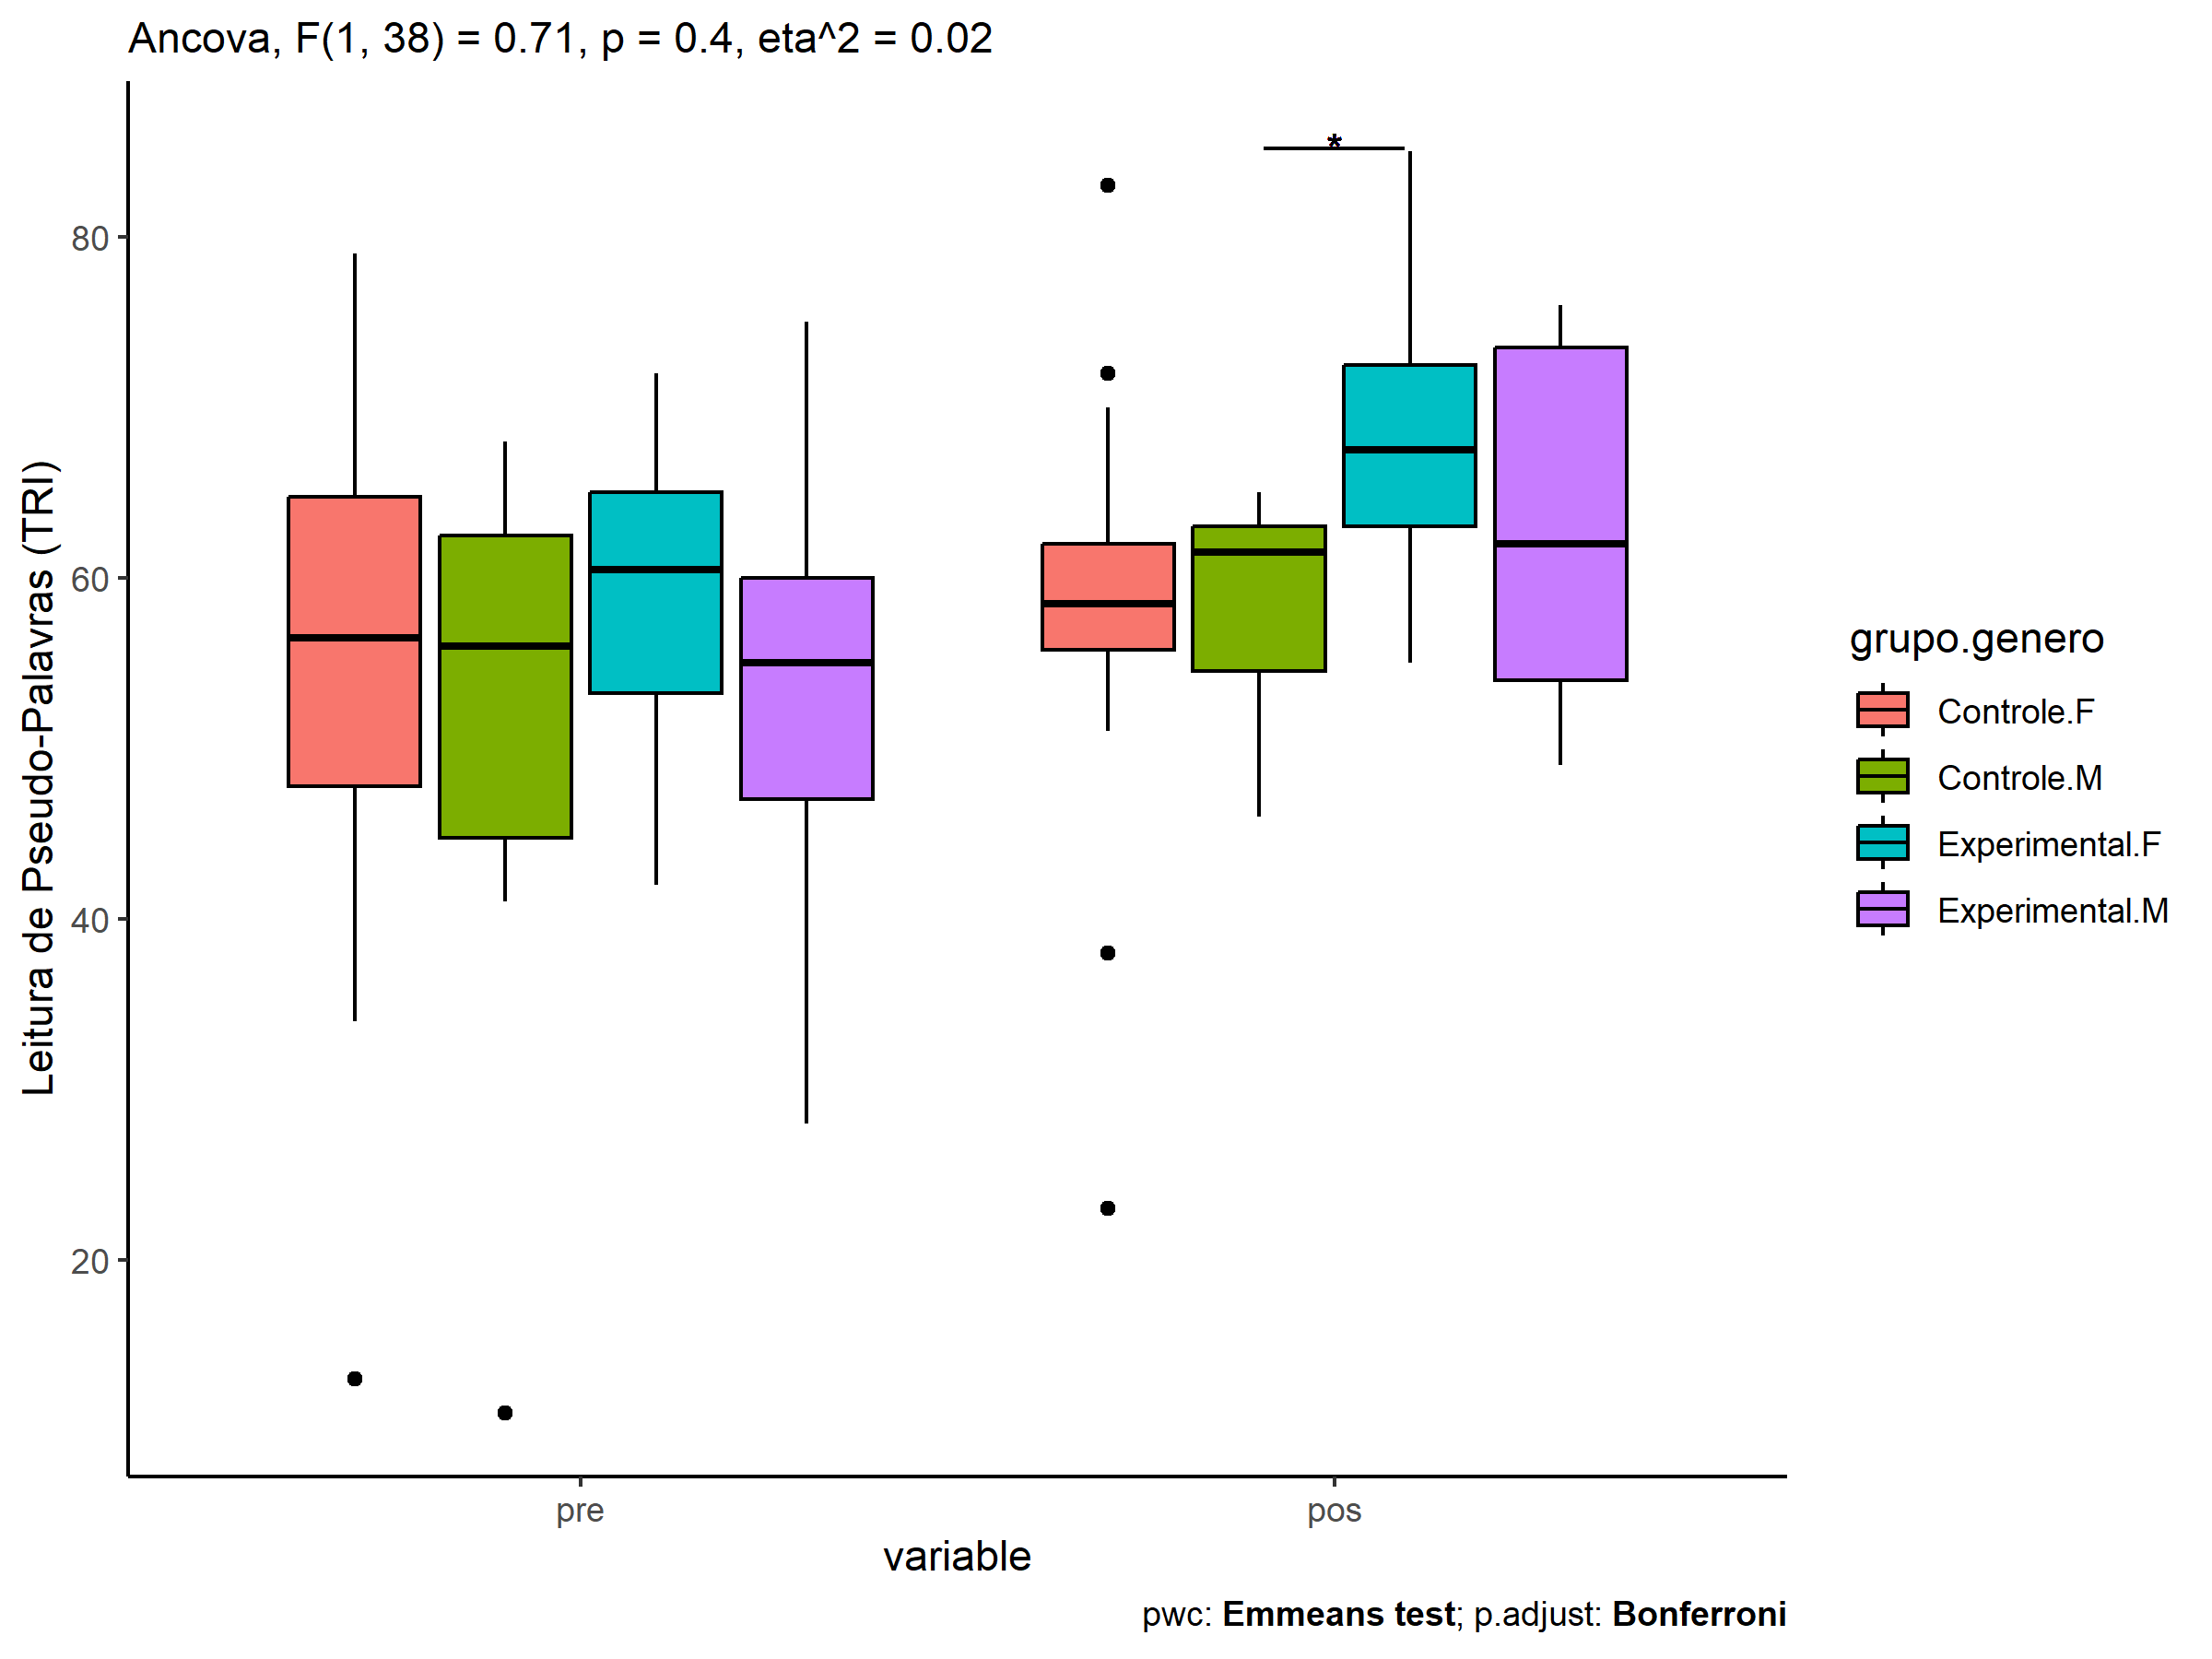 Ancova, F(1, 38) = 0.71, p = 0.4, eta^2 = 0.02
*
80
60
40
20
Leitura de Pseudo-Palavras (TRI)
pre
pos
variable
grupo.genero
Controle.F
Controle.M
Experimental.F
Experimental.M
pwc: Emmeans test; p.adjust: Bonferroni